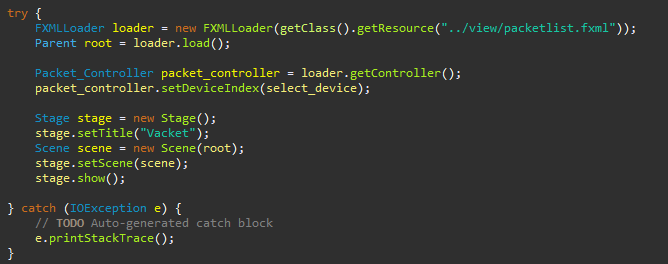 try {
FXMLLoader loader = new FXMLLoader(getClass().getResource("../view/packetlist.fxml"));
Parent root = loader.load();
Packet_Controller packet_controller = loader.getController();
packet_controller.setDeviceIndex(select_device);
Stage stage = new Stage();
stage.setTitle("Vacket");
Scene scene = new Scene(root);
stage.setScene(scene);
stage.show();
} catch (IOException e) {
// TODO Auto-generated catch block
e.printStackTrace();
}